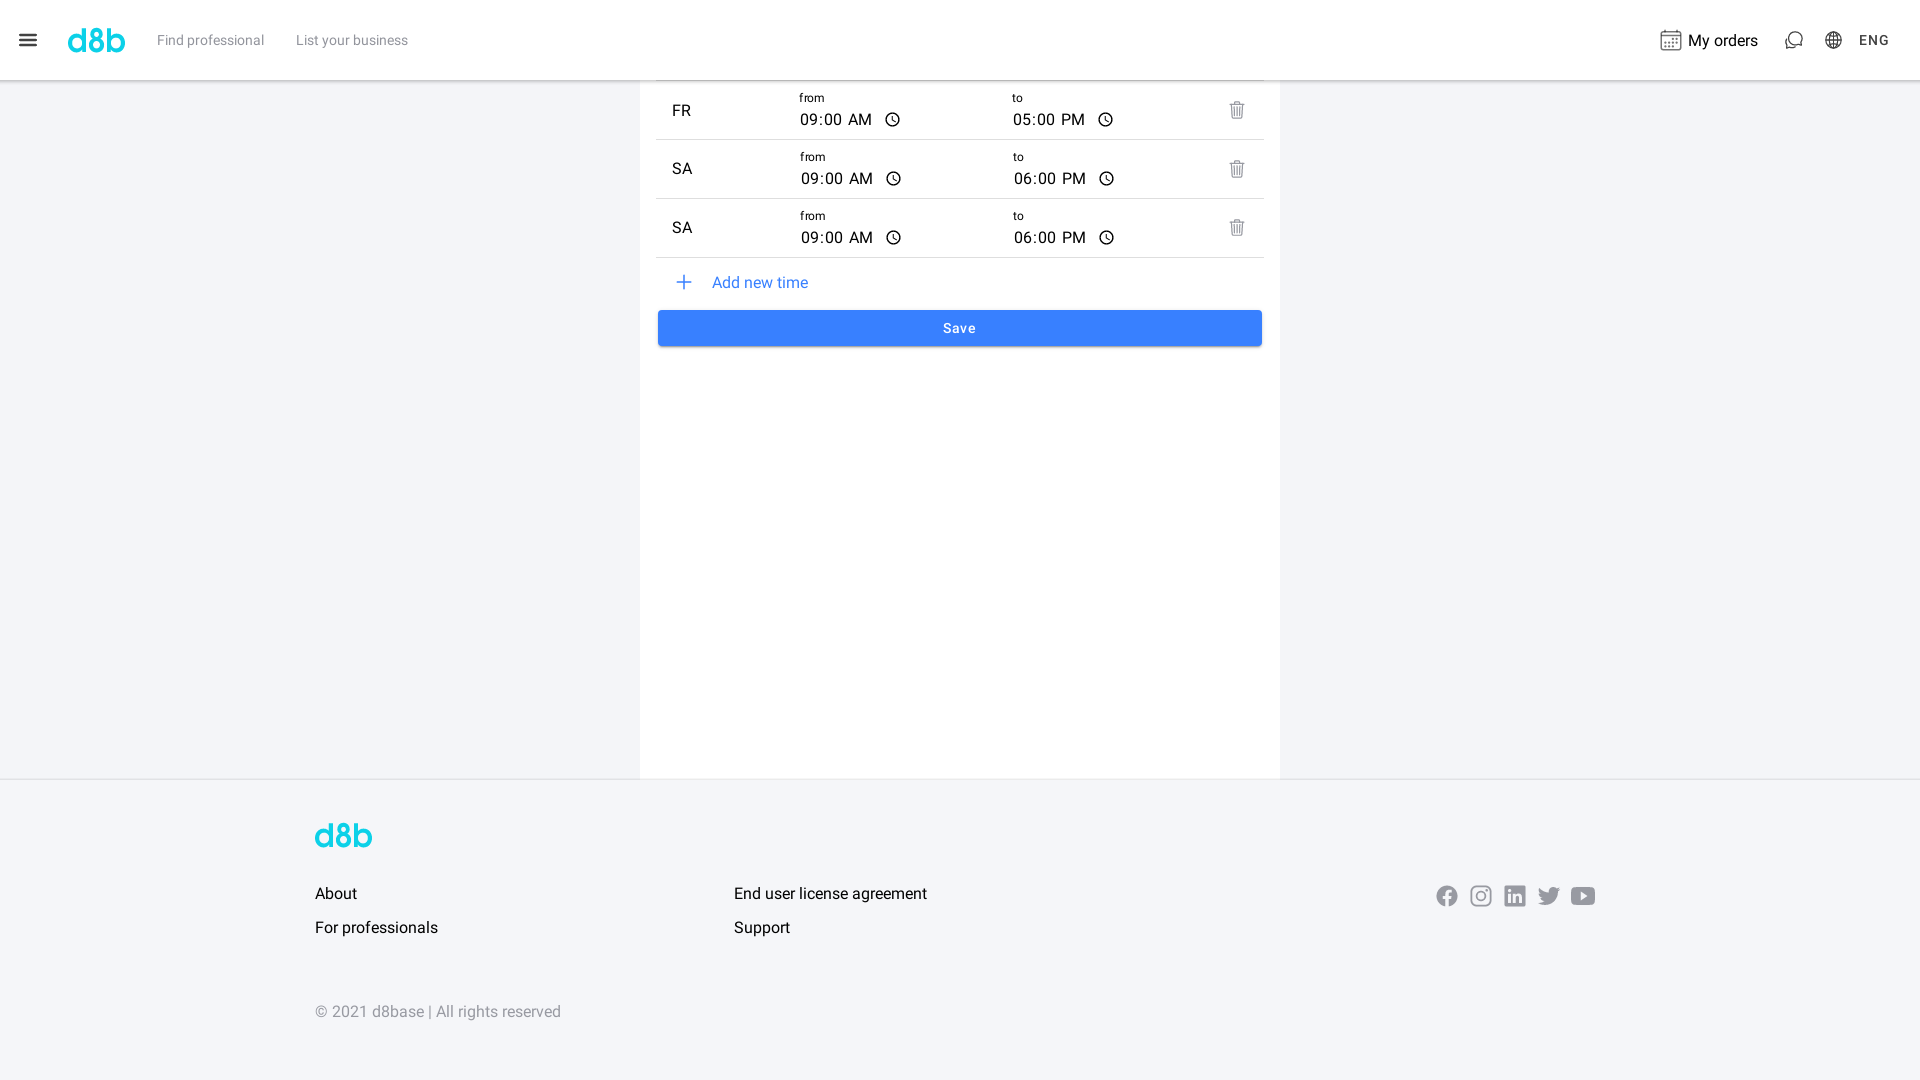 d8b Find professional List your business My orders ENG
from to
FR 09:00 AM 05:00 PM
from to
SA 09:00 AM 06:00 PM
from to
SA 09:00 AM 06:00 PM
Add new time
Save
d8b
About End user license agreement
For professionals Support
© 2021 d8base | All rights reserved